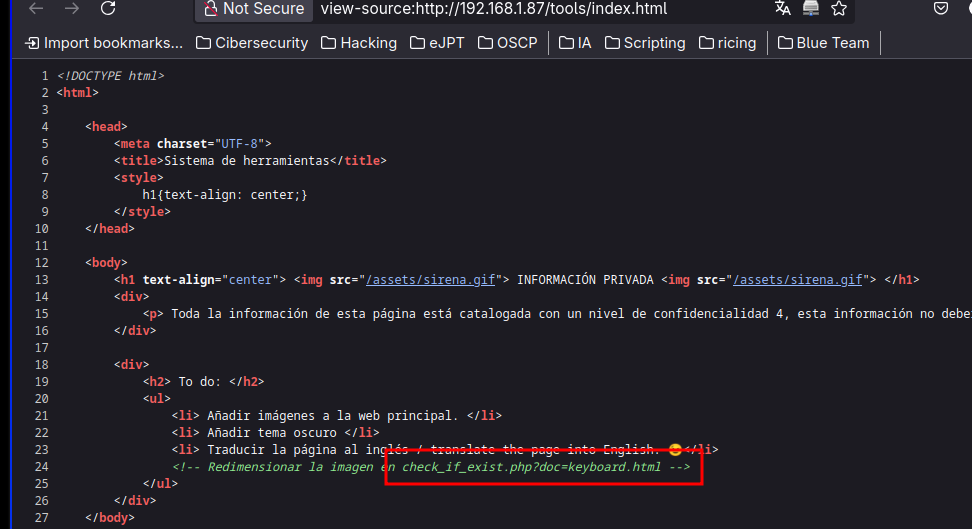 Not Secure view-source:http://192.168.1.87/tools/index.html
Import bookmarks... Cibersecurity Hacking eJPT OSCP IA Scripting ricing Blue Team
1 <!DOCTYPE html>
2 <html>
3
4 <head>
5 <meta charset="UTF-8">
6 <title>Sistema de herramientas</title>
7 <style>
8 h1{text-align: center;}
9 </style>
10 </head>
11
12 <body>
13 <h1 text-align="center"> <img src="/assets/sirena.gif"> INFORMACIÓN PRIVADA <img src="/assets/sirena.gif"> </h1>
14 <div>
15 <p> Toda la información de esta página está catalogada con un nivel de confidencialidad 4, esta información no debe
16 </div>
17
18 <div>
19 <h2> To do: </h2>
20 <ul>
21 <li> Añadir imágenes a la web principal. </li>
22 <li> Añadir tema oscuro </li>
23 <li> Traducir la página al inglés / translate the page into English. 😉</li>
24 <!-- Redimensionar la imagen en check_if_exist.php?doc=keyboard.html -->
25 </ul>
26 </div>
27 </body>